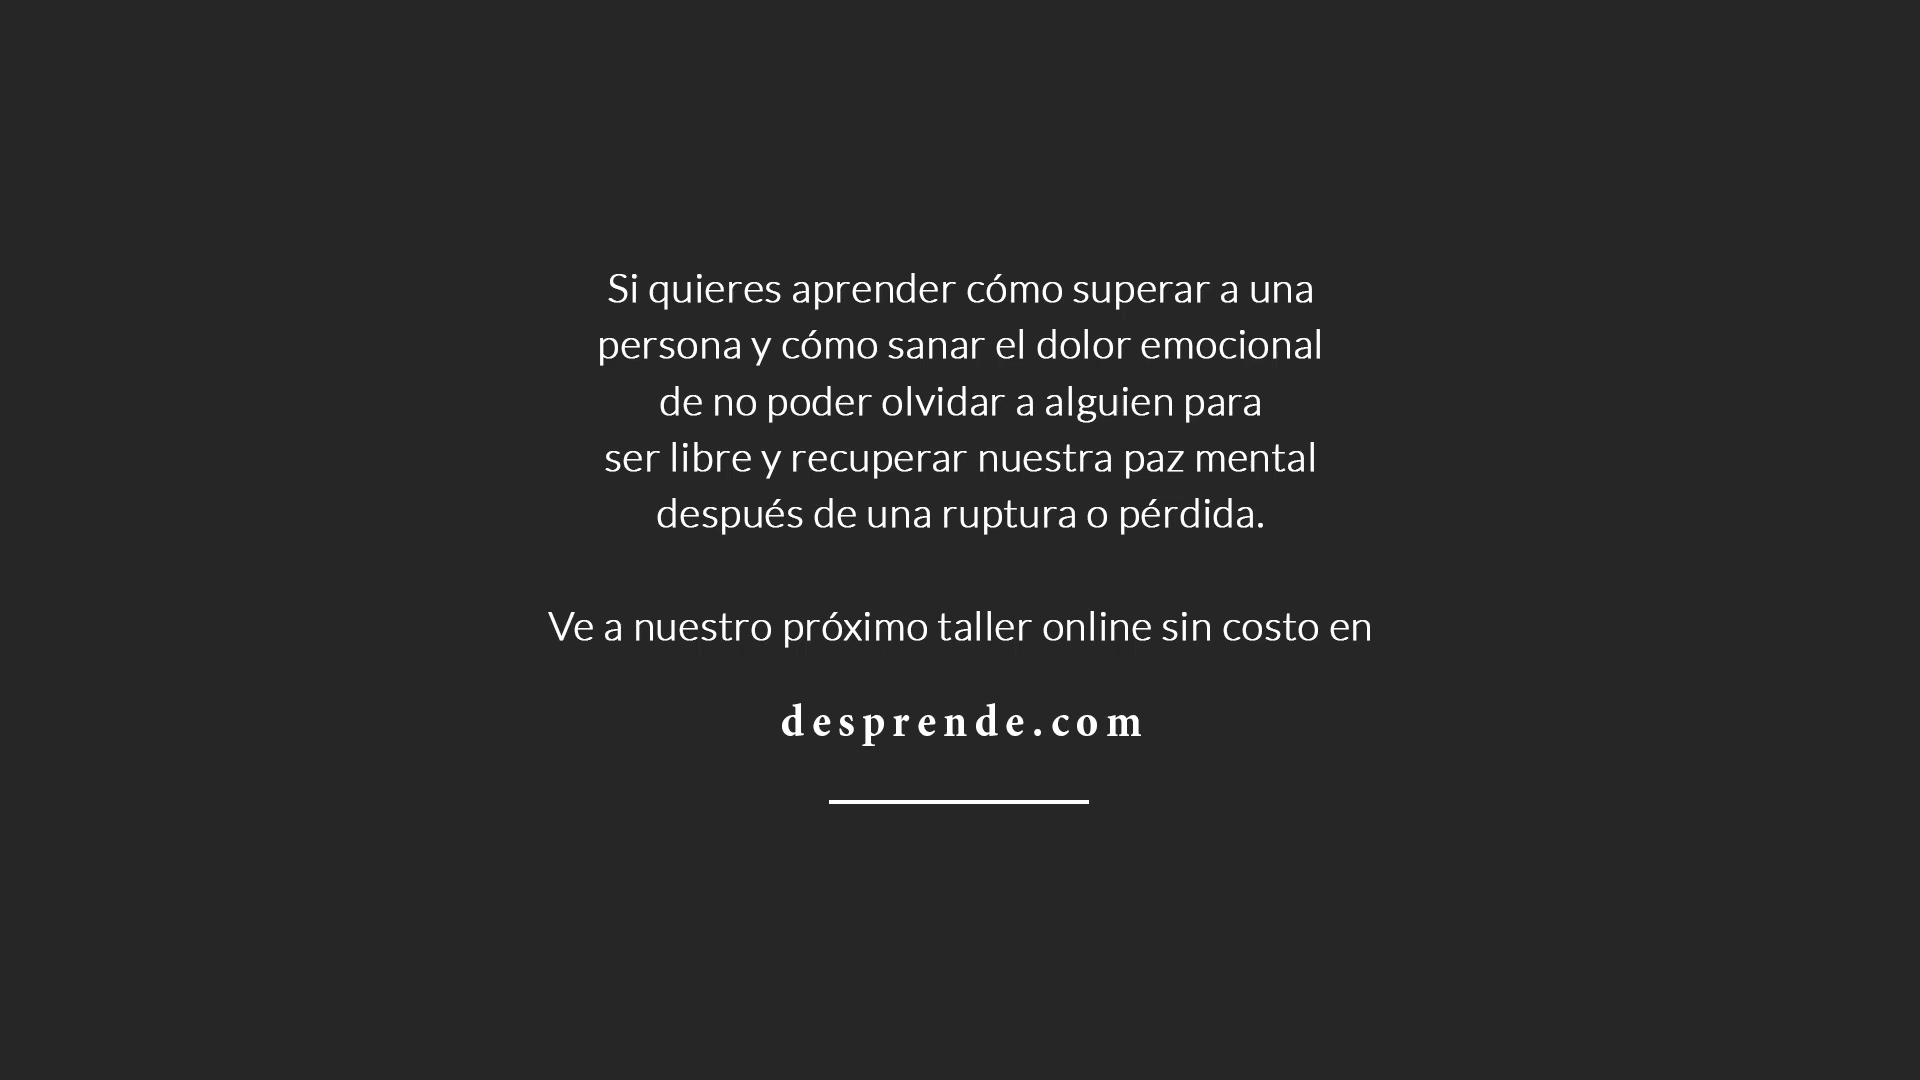 Si quieres aprender cómo superar a una
persona y cómo sanar el dolor emocional
de no poder olvidar a alguien para
ser libre y recuperar nuestra paz mental
después de una ruptura o pérdida.
Ve a nuestro próximo taller online sin costo en
desprende.com